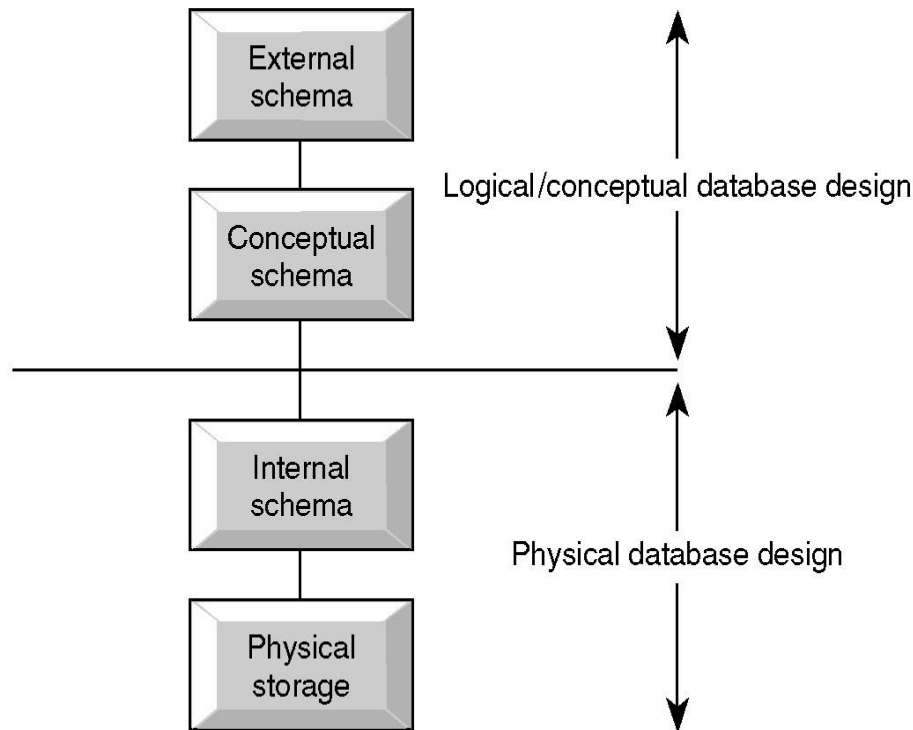 External
schema
Logical/conceptual database design
Conceptual
schema
Internal
schema
Physical database design
Physical
storage